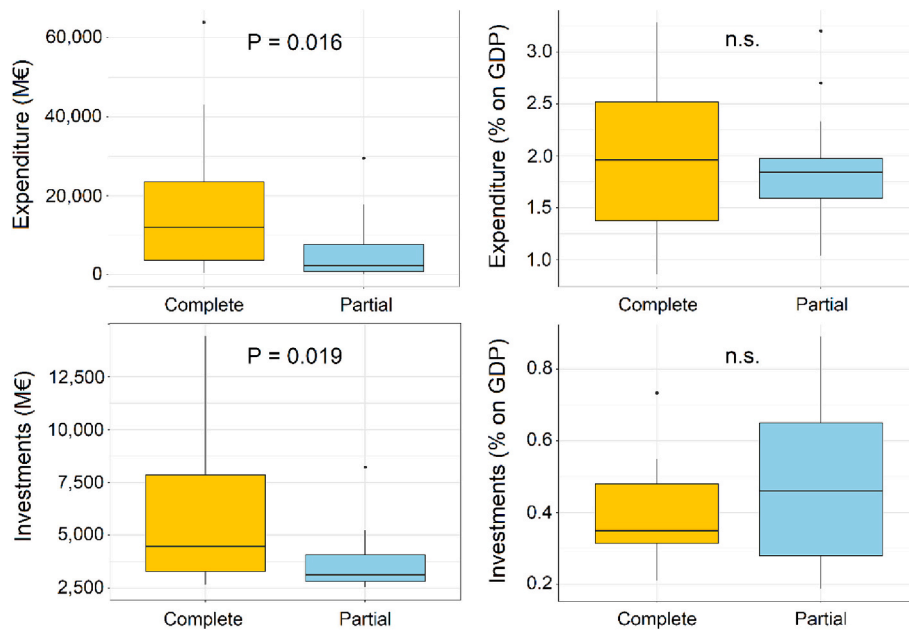 Expenditure (M€)
60,000
40,000
20,000
0
P = 0.016
Complete
Partial
Expenditure (% on GDP)
3.0
2.5
2.0
1.5
1.0
n.s.
Complete
Partial
Investments (M€)
12,500
10,000
7,500
5,000
2,500
P = 0.019
Complete
Partial
Investments (% on GDP)
0.8
0.6
0.4
0.2
n.s.
Complete
Partial